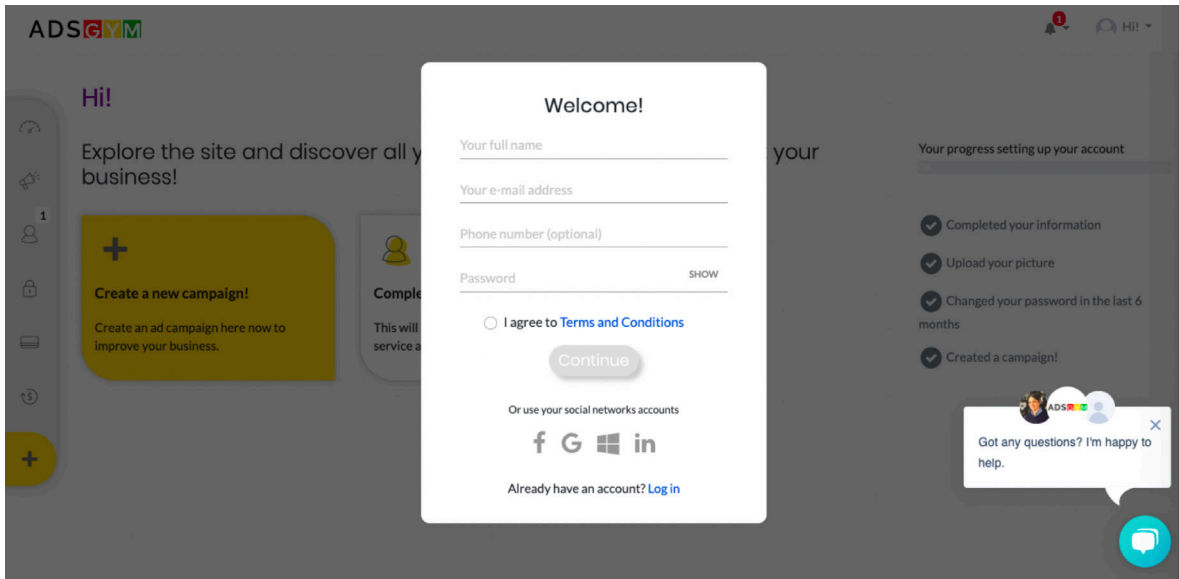 ADSGYM
1
Hi!
Hi!
Explore the site and discover all y
your
business!
1
Create a new campaign!
Create an ad campaign here now to
improve your business.
Comple
This will
service a
Welcome!
Your full name
Your e-mail address
Phone number (optional)
Password
SHOW
I agree to Terms and Conditions
Continue
Or use your social networks accounts
f G in
Already have an account? Log in
Your progress setting up your account
Completed your information
Upload your picture
Changed your password in the last 6
months
Created a campaign!
ADSGYM
Got any questions? I'm happy to
help.